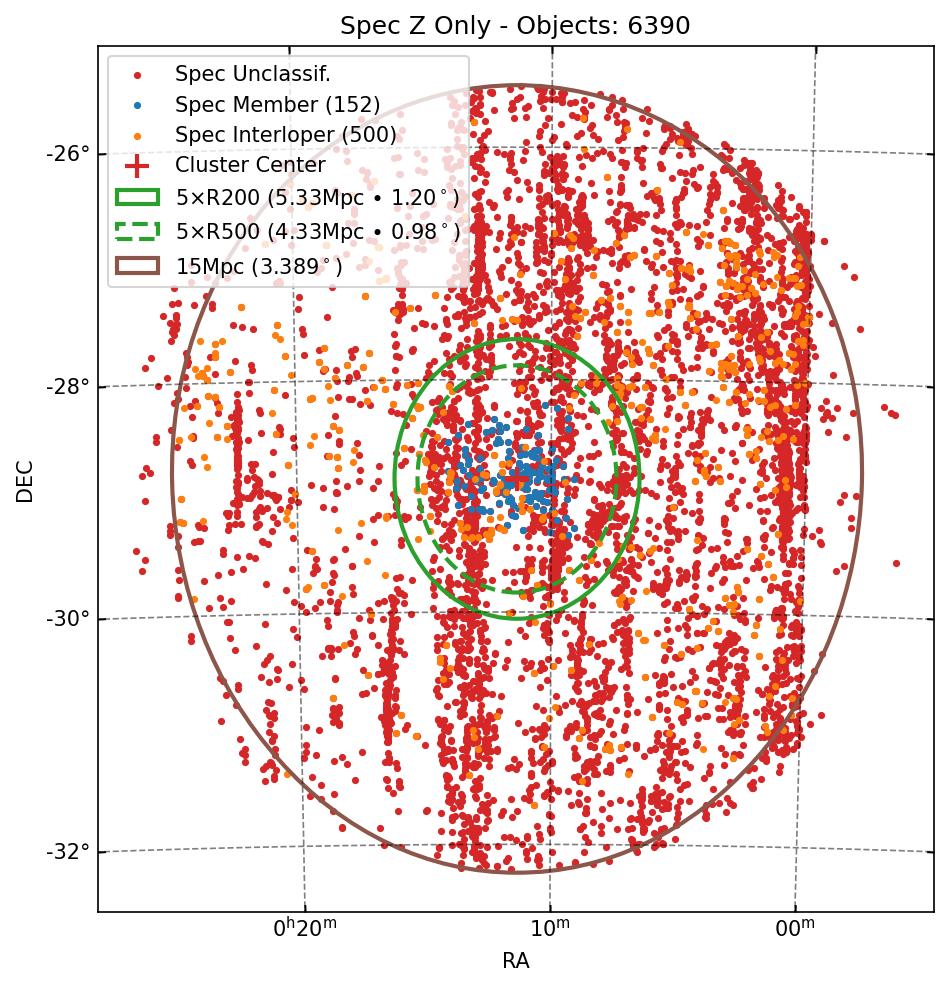 Spec Z Only - Objects: 6390
Spec Unclassif.
Spec Member (152)
Spec Interloper (500)
Cluster Center
5×R200 (5.33Mpc • 1.20°)
5×R500 (4.33Mpc • 0.98°)
15Mpc (3.389°)
-26°
-28°
-30°
-32°
DEC
0ʰ20ᵐ 10ᵐ 00ᵐ
RA